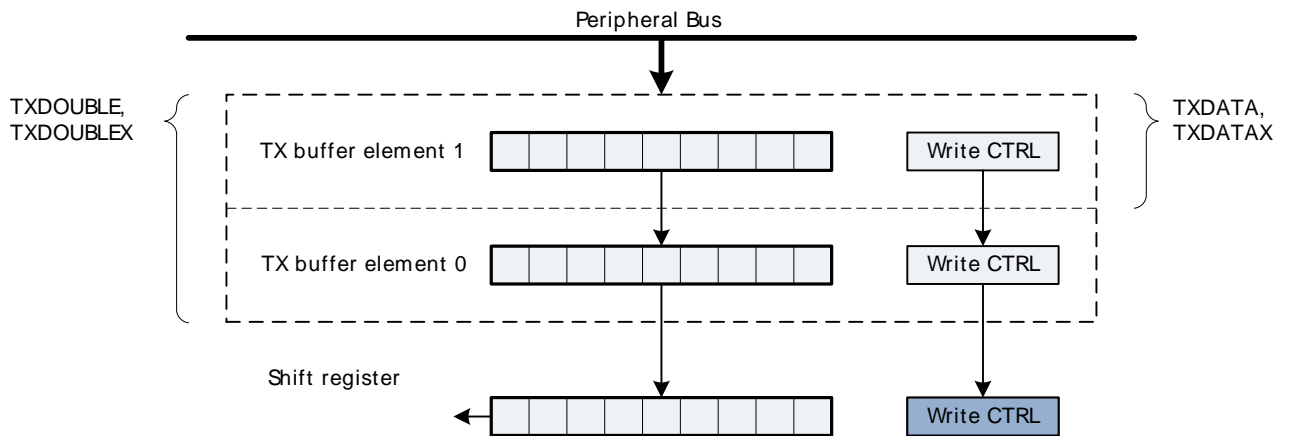 Peripheral Bus
TXDOUBLE,
TXDOUBLEX
TXDATA,
TXDATAX
TX buffer element 1
Write CTRL
TX buffer element 0
Write CTRL
Shift register
Write CTRL